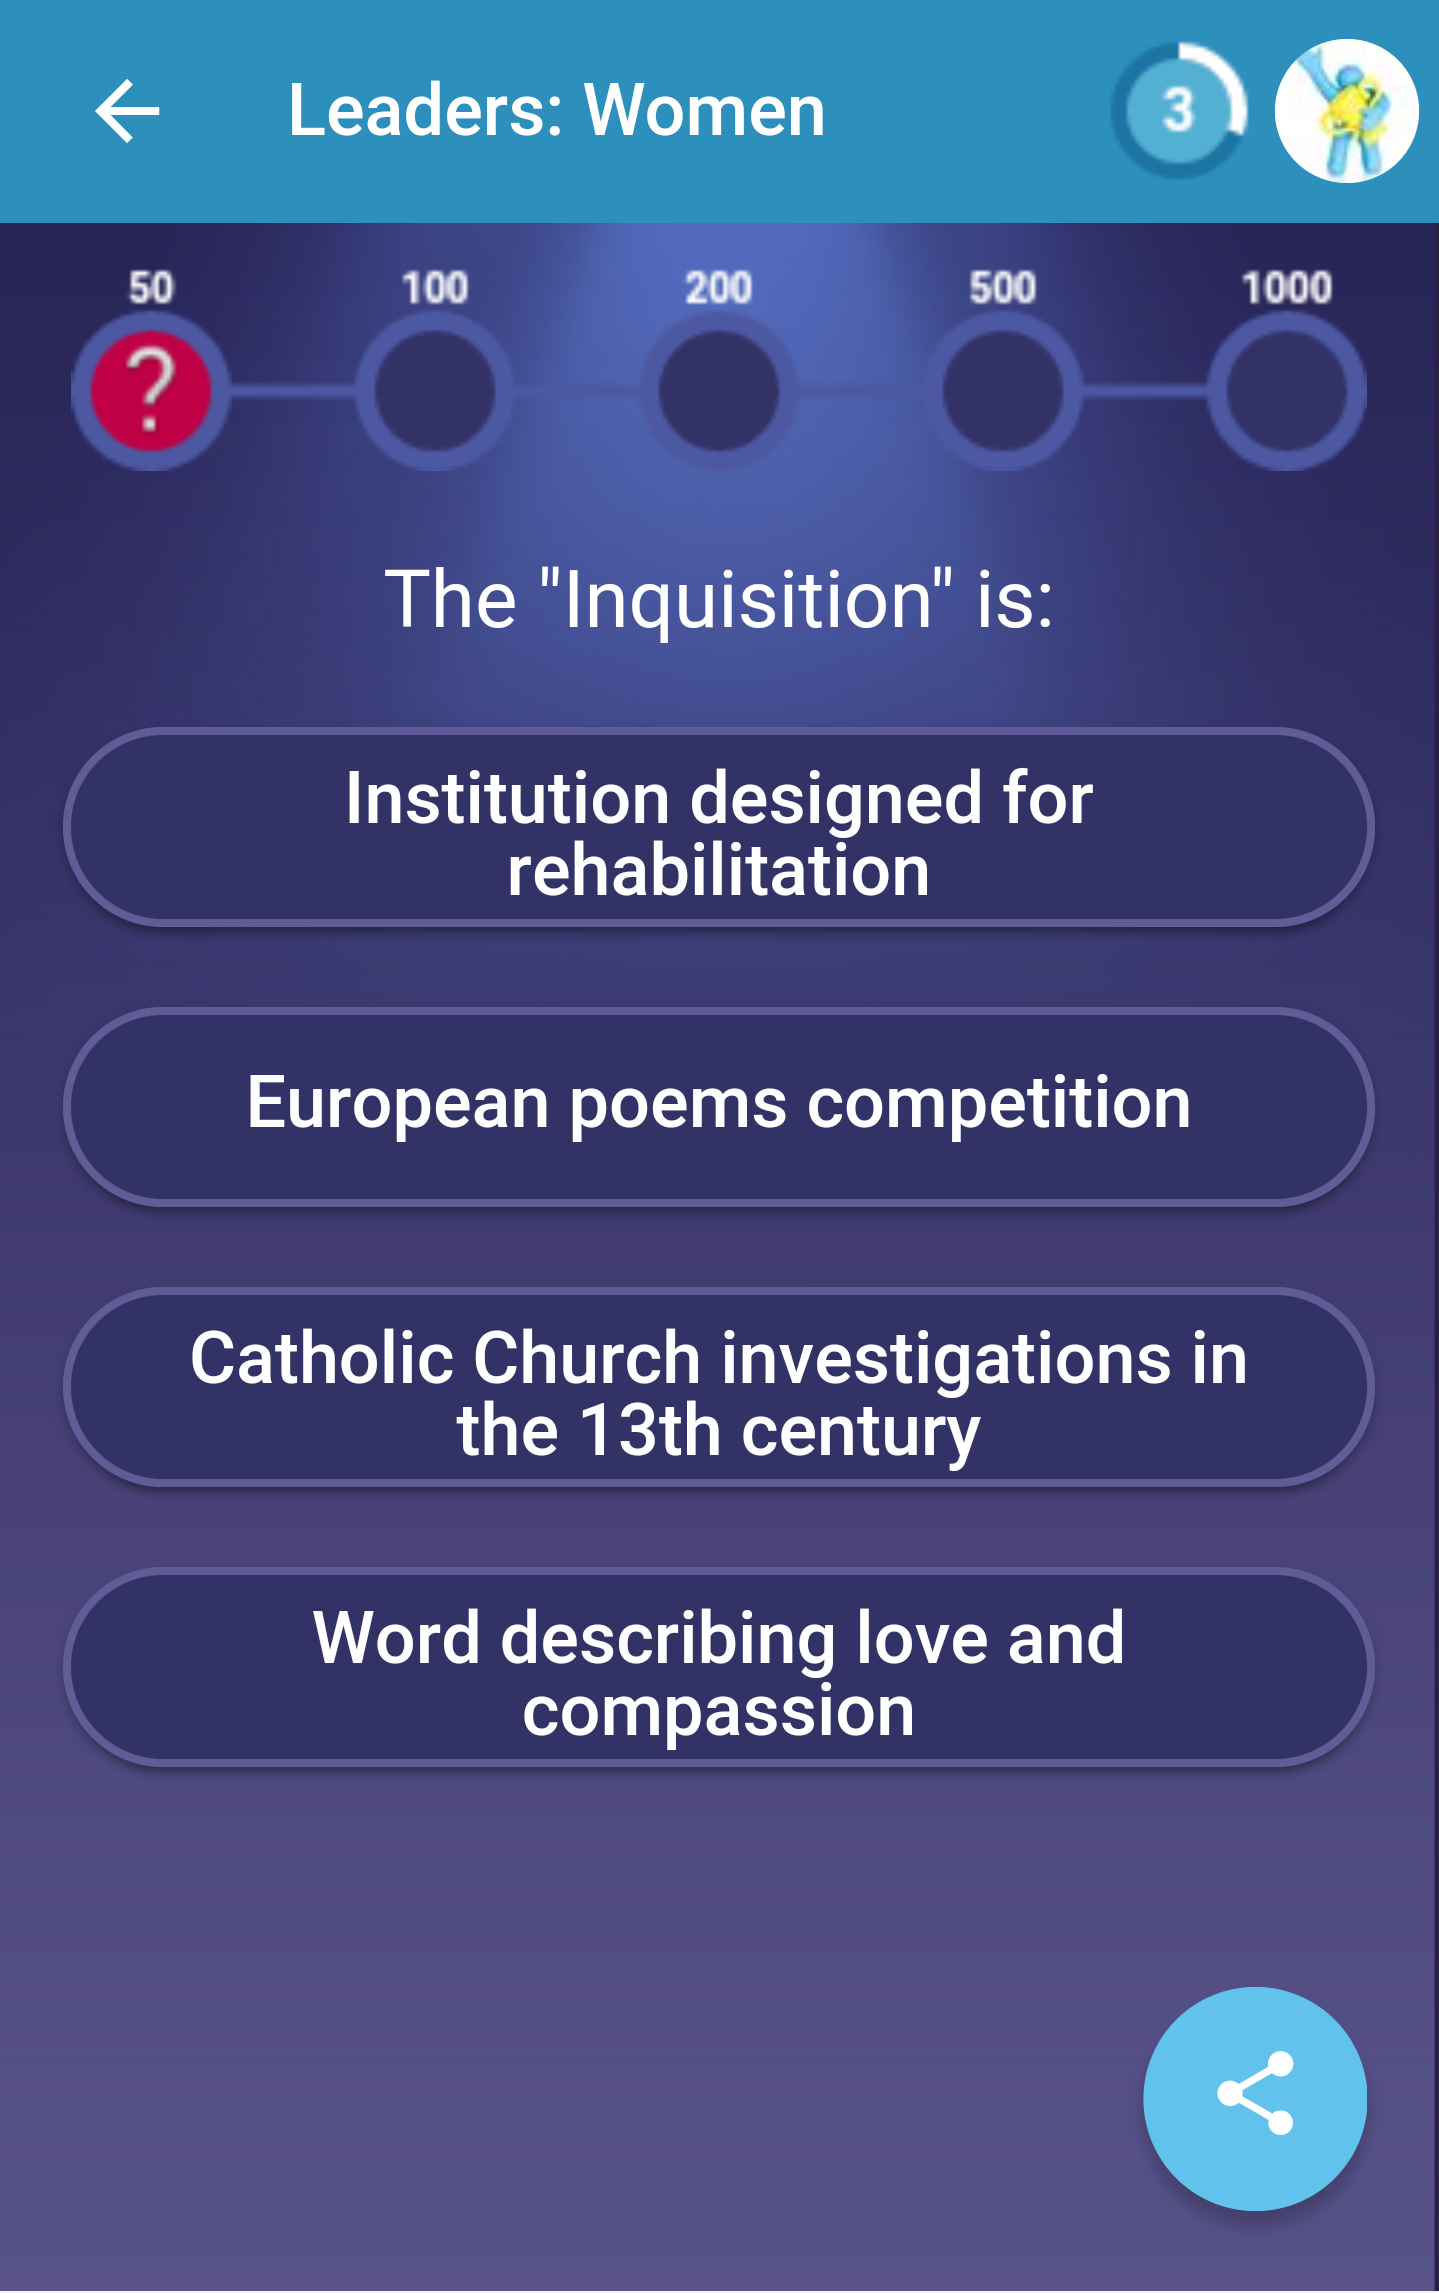 Leaders: Women
3
50 100 200 500 1000
?
The "Inquisition" is:
Institution designed for
rehabilitation
European poems competition
Catholic Church investigations in
the 13th century
Word describing love and
compassion